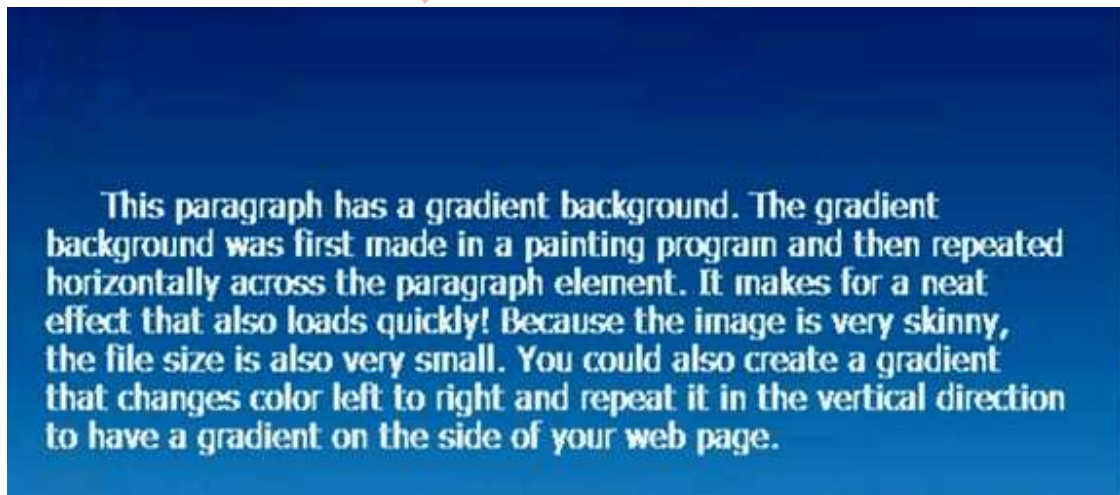 This paragraph has a gradient background. The gradient
background was first made in a painting program and then repeated
horizontally across the paragraph element. It makes for a neat
effect that also loads quickly! Because the image is very skinny,
the file size is also very small. You could also create a gradient
that changes color left to right and repeat it in the vertical direction
to have a gradient on the side of your web page.